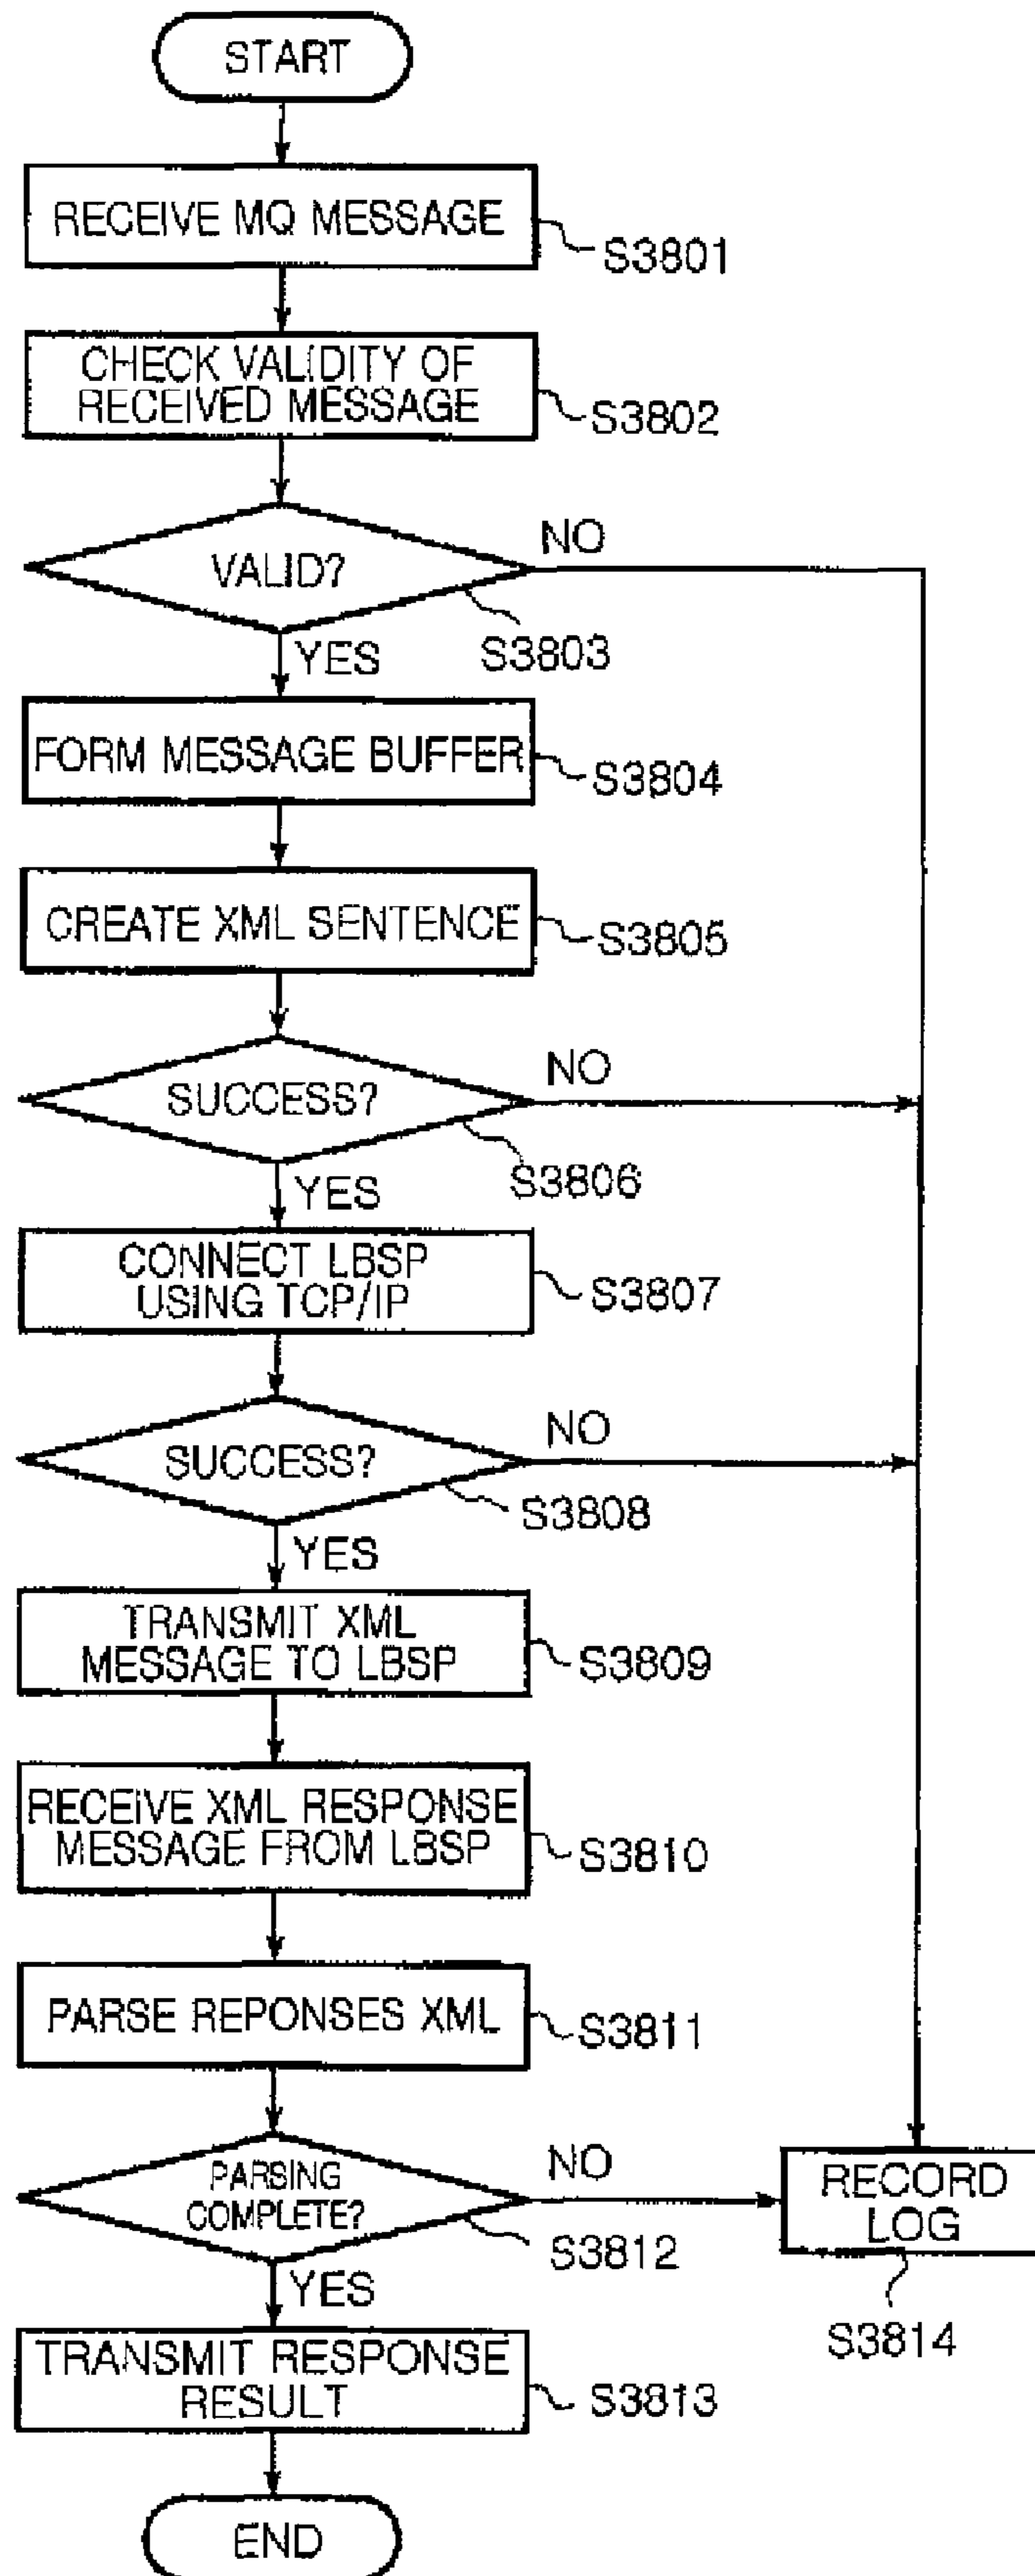 START
RECEIVE MQ MESSAGE
S3801
CHECK VALIDITY OF
RECEIVED MESSAGE
S3802
VALID?
NO
S3803
YES
FORM MESSAGE BUFFER
S3804
CREATE XML SENTENCE
S3805
SUCCESS?
NO
S3806
YES
CONNECT LBSP
USING TCP/IP
S3807
SUCCESS?
NO
S3808
YES
TRANSMIT XML
MESSAGE TO LBSP
S3809
RECEIVE XML RESPONSE
MESSAGE FROM LBSP
S3810
PARSE REPONSES XML
S3811
PARSING
COMPLETE?
NO
S3812
YES
RECORD
LOG
S3814
TRANSMIT RESPONSE
RESULT
S3813
END